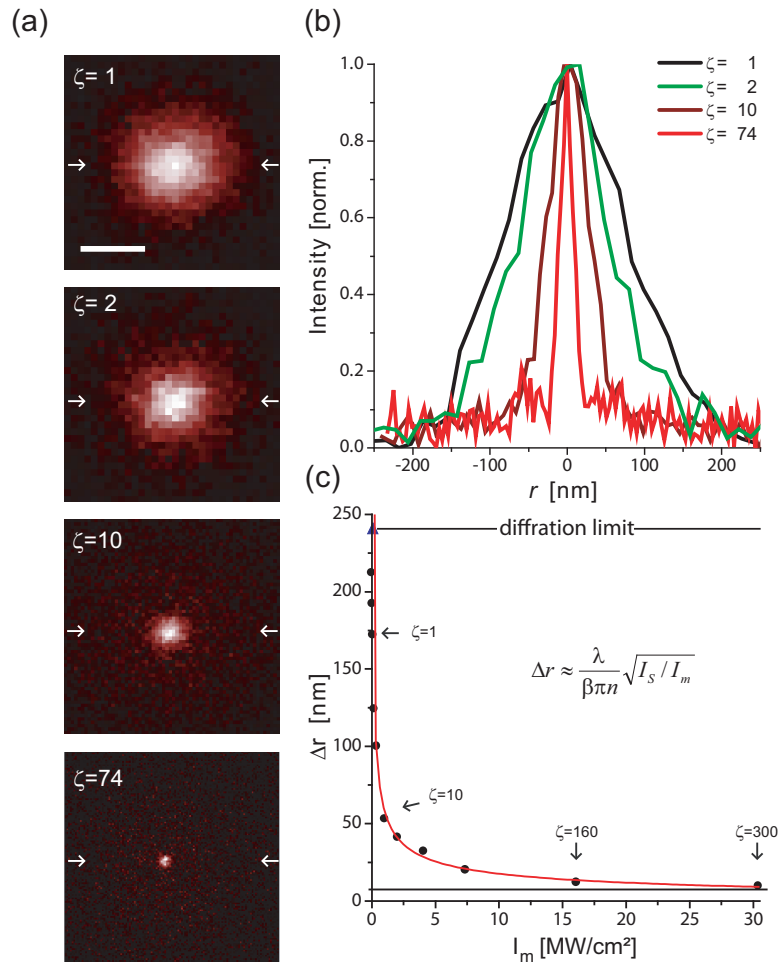 (a)
ζ= 1
ζ= 2
ζ=10
ζ=74
(b)
ζ= 1
ζ= 2
ζ= 10
ζ= 74
Intensity [norm.]
1.0
0.8
0.6
0.4
0.2
0.0
-200 -100 0 100 200
r [nm]
(c)
Δr [nm]
250
200
150
100
50
0
diffration limit
ζ=1
Δr ≈ λ/βπn √I_S / I_m
ζ=10
ζ=160
ζ=300
0 5 10 15 20 25 30
I_m [MW/cm²]